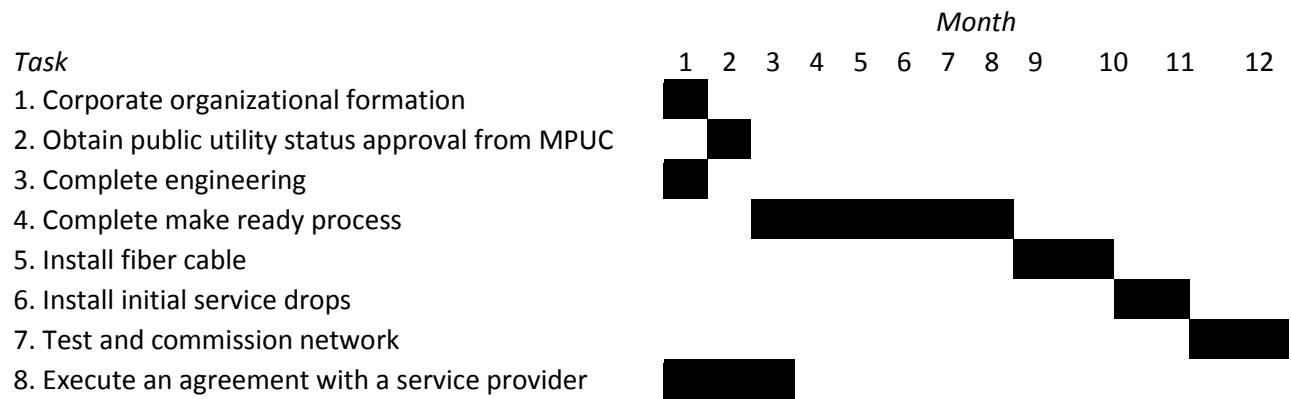 Month
Task 1 2 3 4 5 6 7 8 9 10 11 12
1. Corporate organizational formation
2. Obtain public utility status approval from MPUC
3. Complete engineering
4. Complete make ready process
5. Install fiber cable
6. Install initial service drops
7. Test and commission network
8. Execute an agreement with a service provider